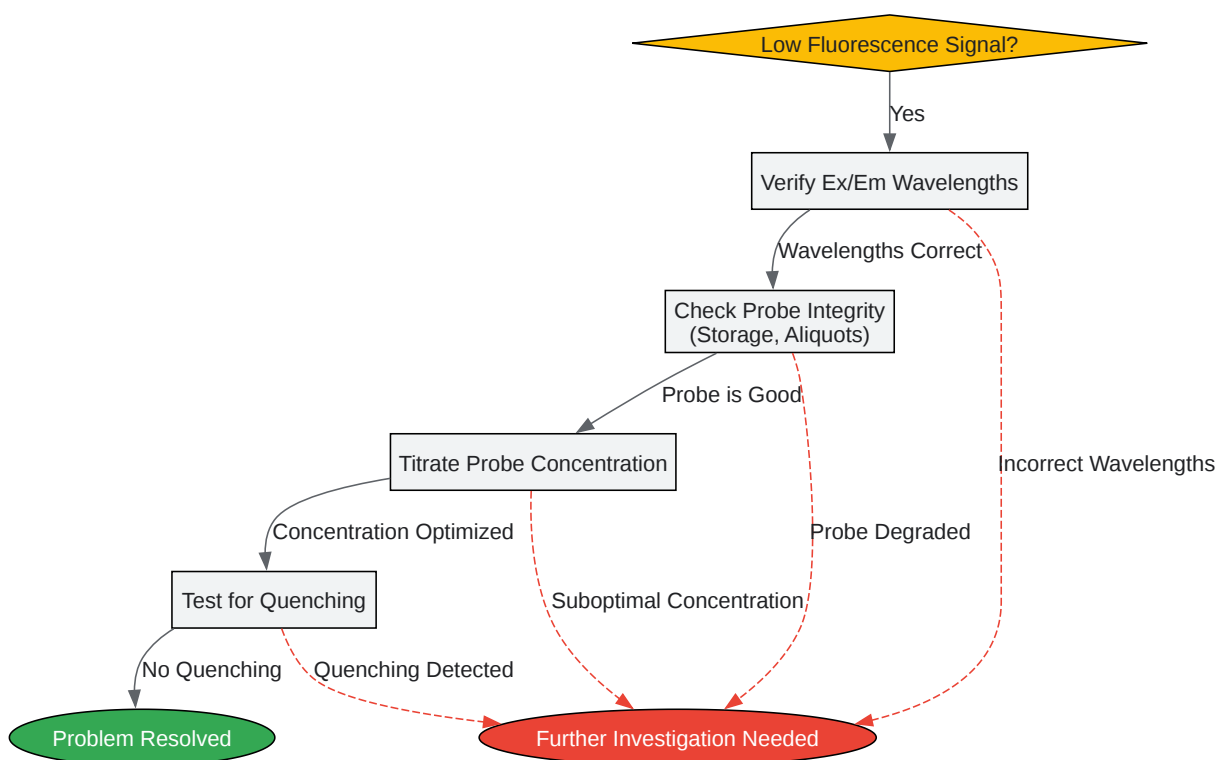 Low Fluorescence Signal?
Yes
Verify Ex/Em Wavelengths
Wavelengths Correct
Check Probe Integrity
(Storage, Aliquots)
Probe is Good
Titrate Probe Concentration
Incorrect Wavelengths
Concentration Optimized
Probe Degraded
Test for Quenching
Suboptimal Concentration
No Quenching
Quenching Detected
Problem Resolved
Further Investigation Needed